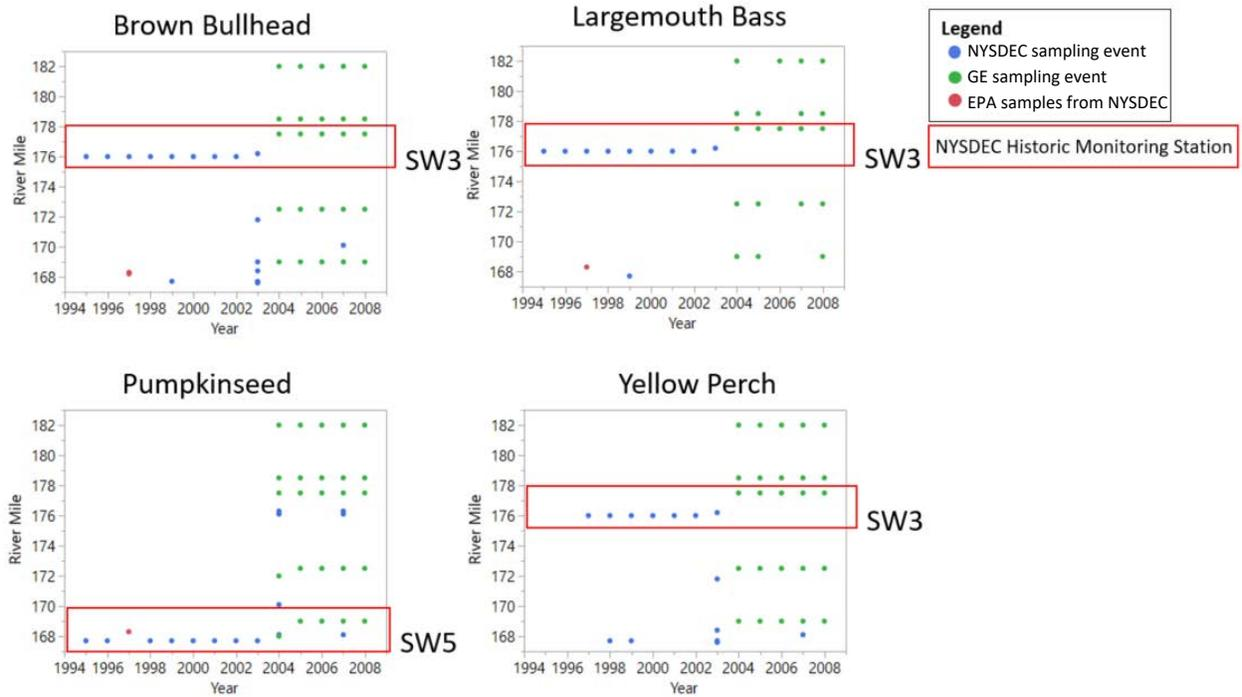 Brown Bullhead
182
180
178
176
174
172
170
168
River Mile
1994 1996 1998 2000 2002 2004 2006 2008
Year
SW3
Largemouth Bass
182
180
178
176
174
172
170
168
River Mile
1994 1996 1998 2000 2002 2004 2006 2008
Year
SW3
Legend
NYSDEC sampling event
GE sampling event
EPA samples from NYSDEC
NYSDEC Historic Monitoring Station
Pumpkinseed
182
180
178
176
174
172
170
168
River Mile
1994 1996 1998 2000 2002 2004 2006 2008
Year
SW5
Yellow Perch
182
180
178
176
174
172
170
168
River Mile
1994 1996 1998 2000 2002 2004 2006 2008
Year
SW3